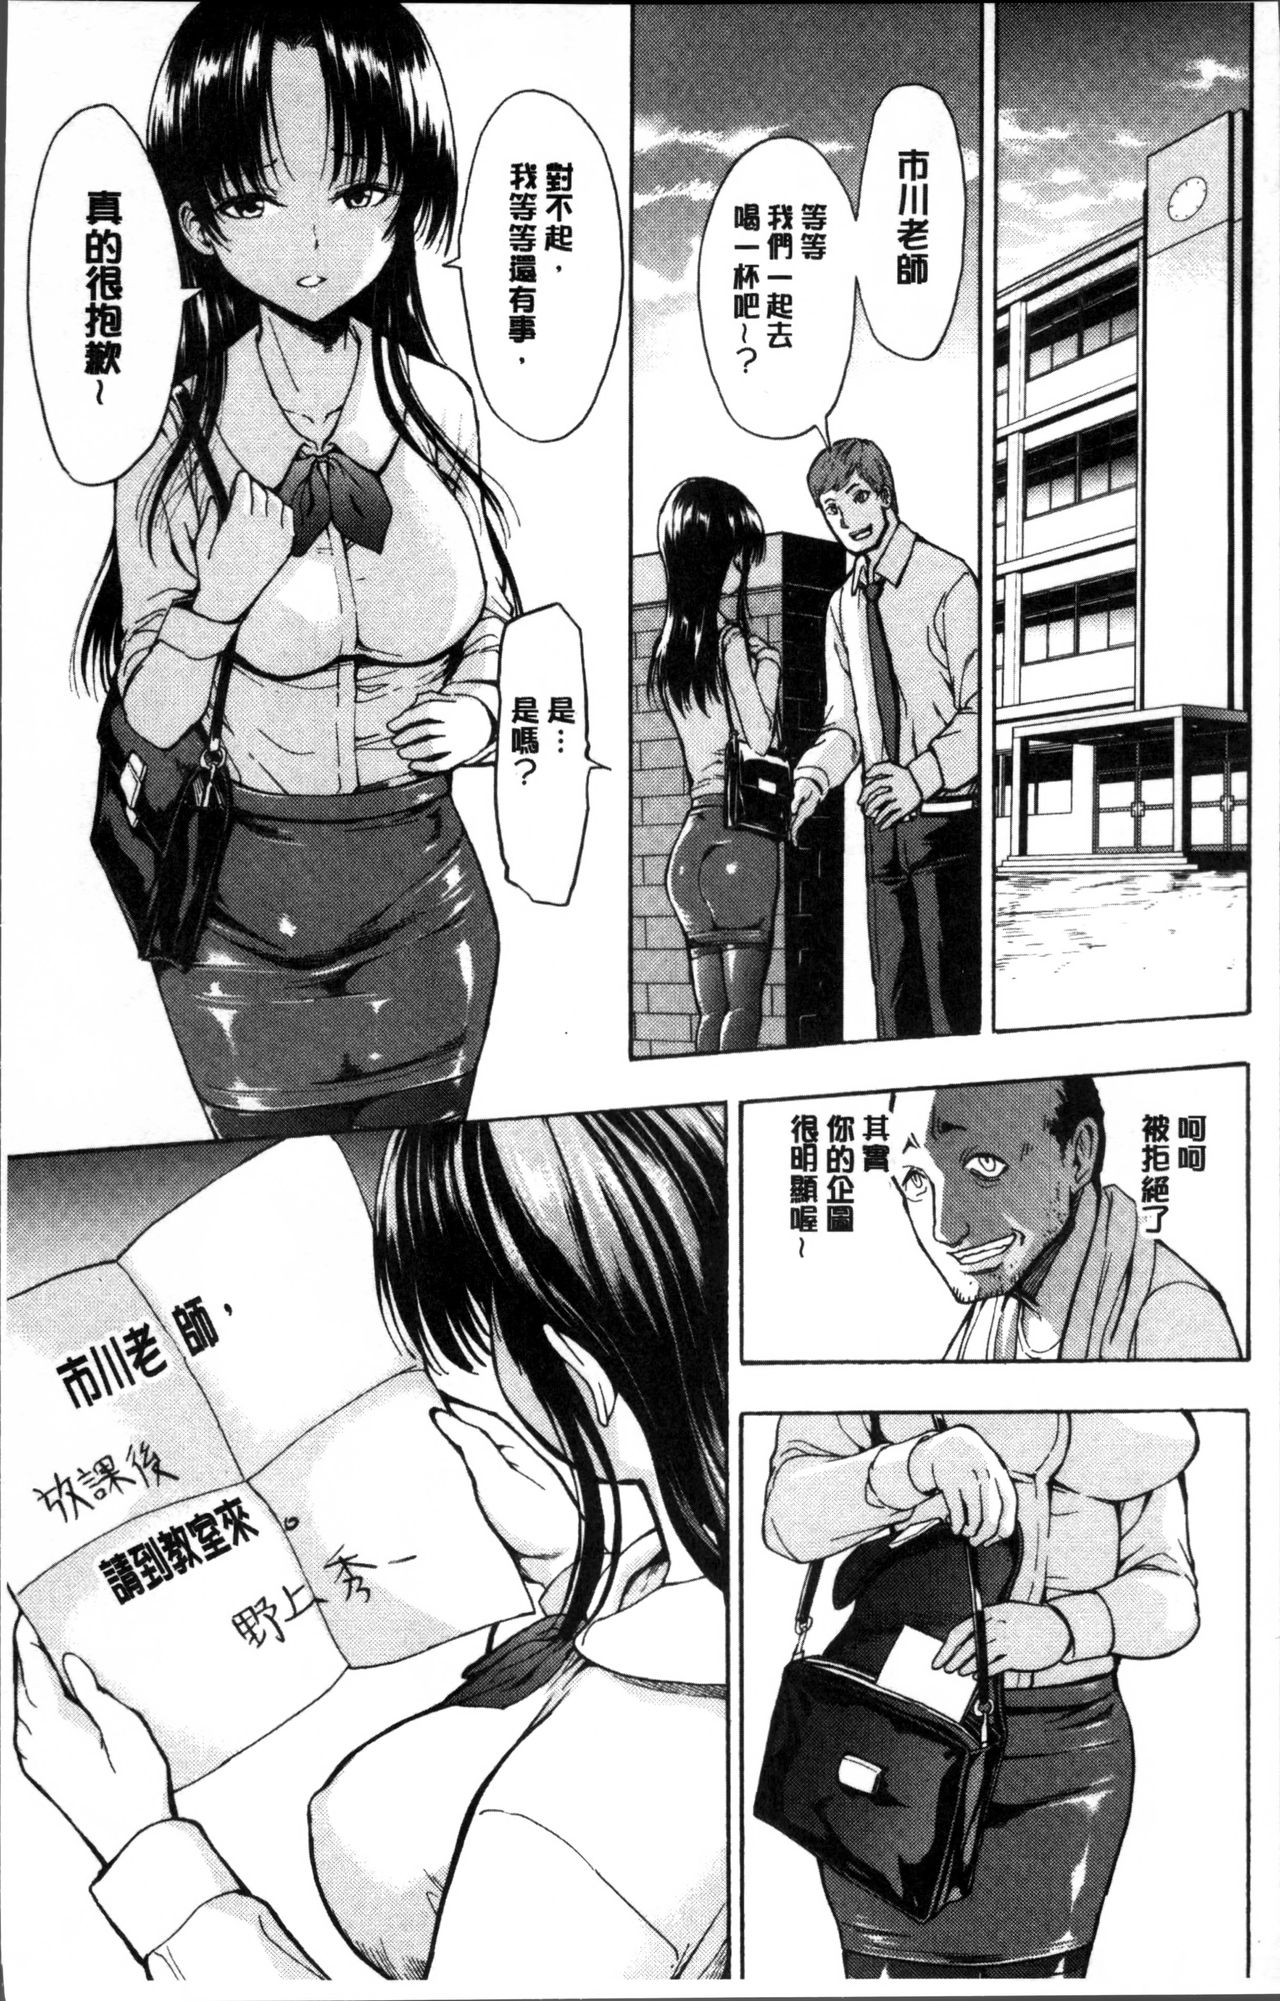 市川老師
等等
我們一起去
喝一杯吧～？
對不起，
我等等還有事，
真的很抱歉～
是…
是嗎？
呵呵
被拒絕了
其實
你的企圖
很明顯喔～
市川老師，
放課後
請到教室來。
野上秀一